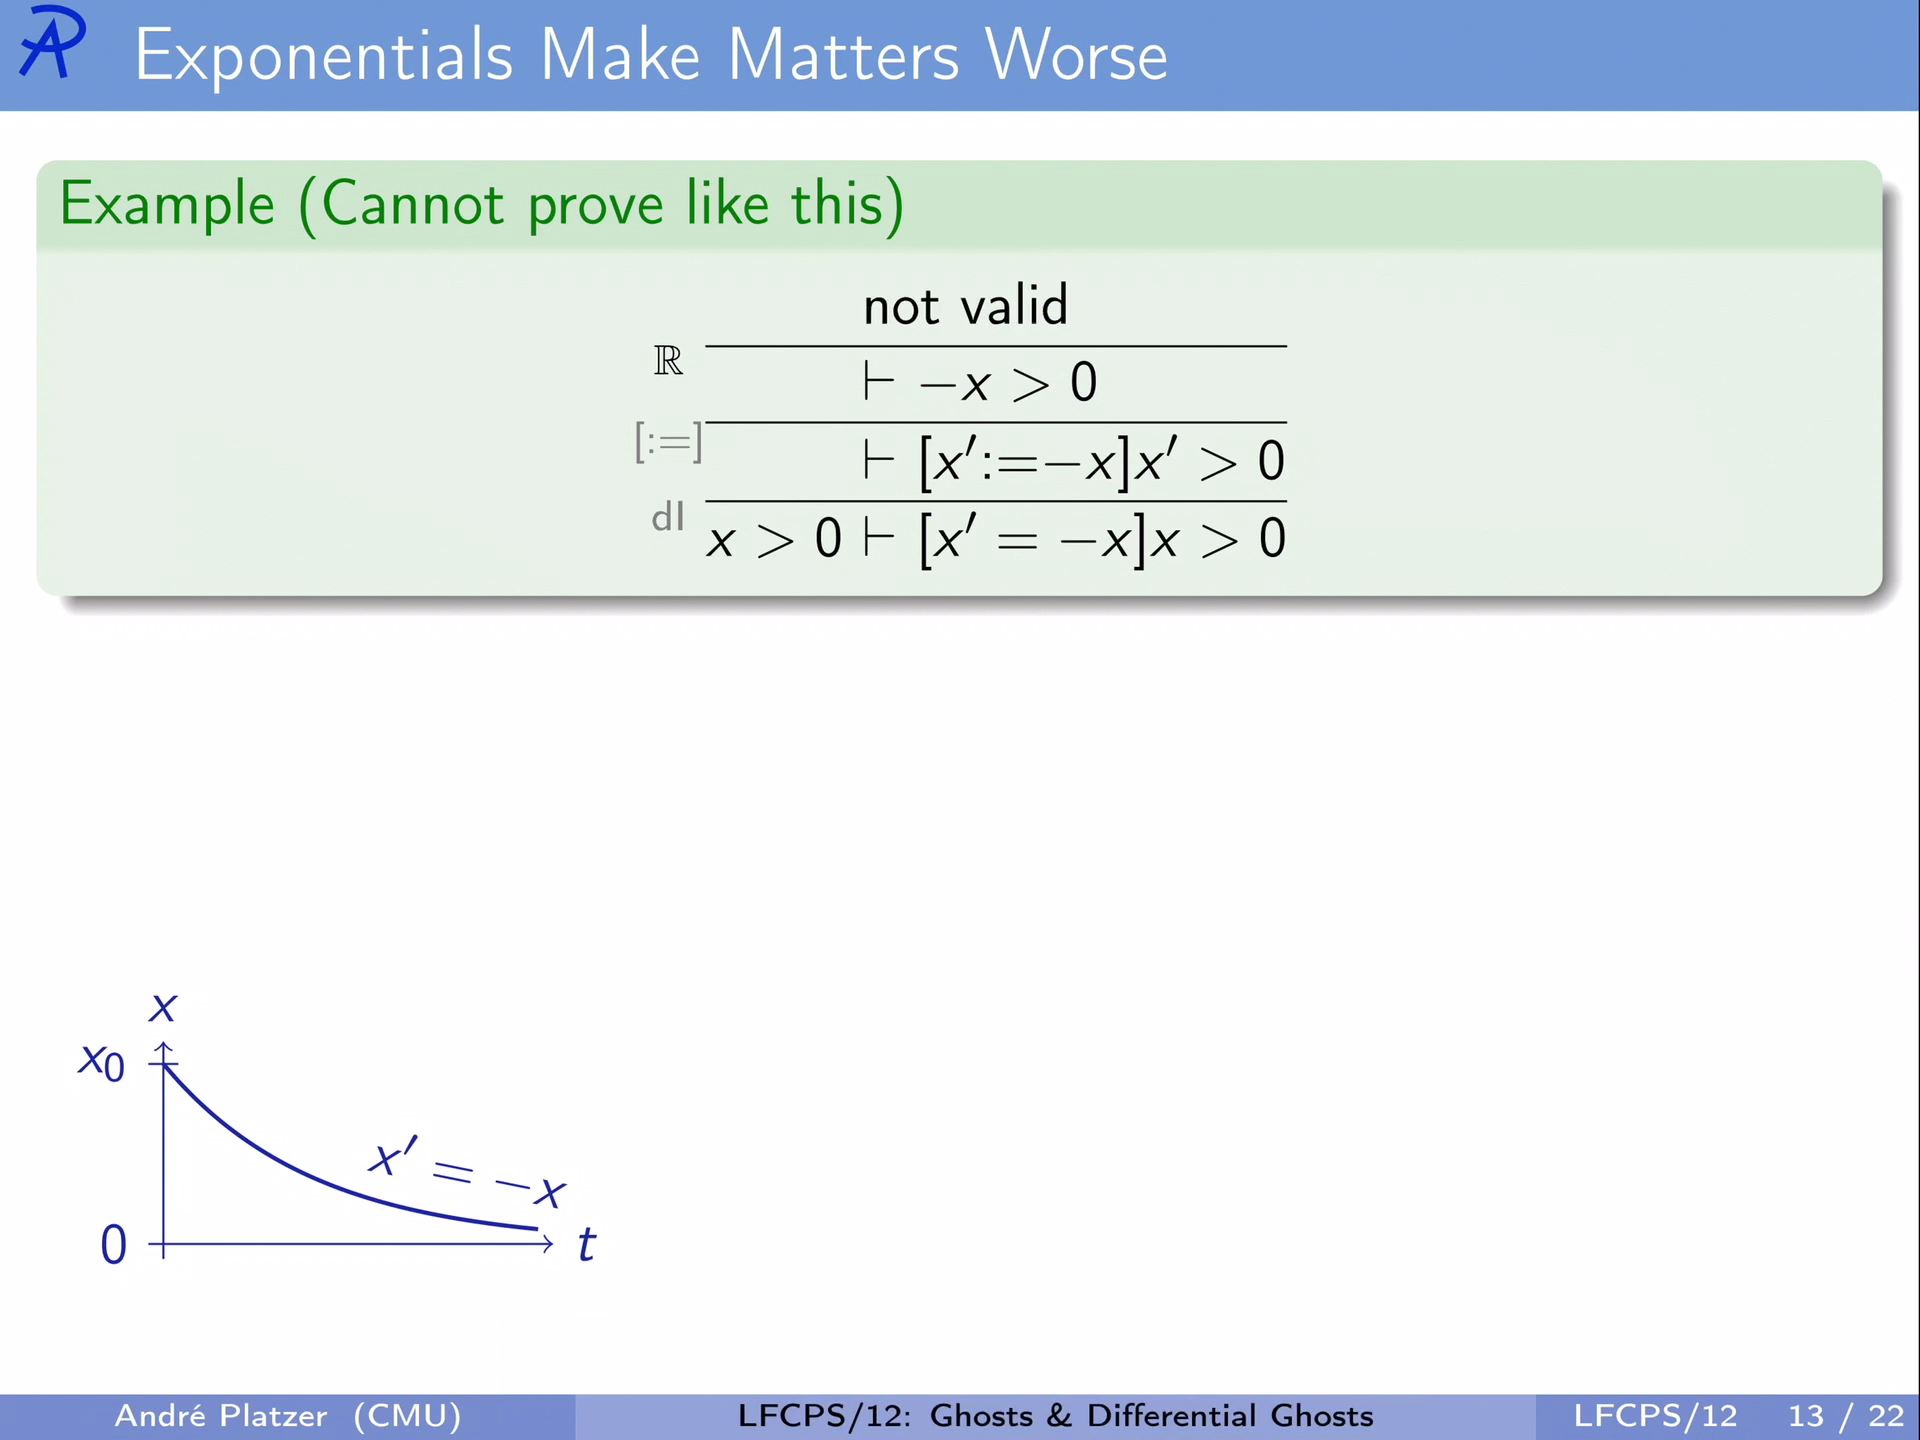 Exponentials Make Matters Worse
Example (Cannot prove like this)
not valid
ℝ
⊢ −x > 0
[:=]
⊢ [x′:=−x]x′ > 0
dI
x > 0 ⊢ [x′ = −x]x > 0
x
x₀
x′ = −x
0
t
André Platzer (CMU)
LFCPS/12: Ghosts & Differential Ghosts
LFCPS/12 13 / 22